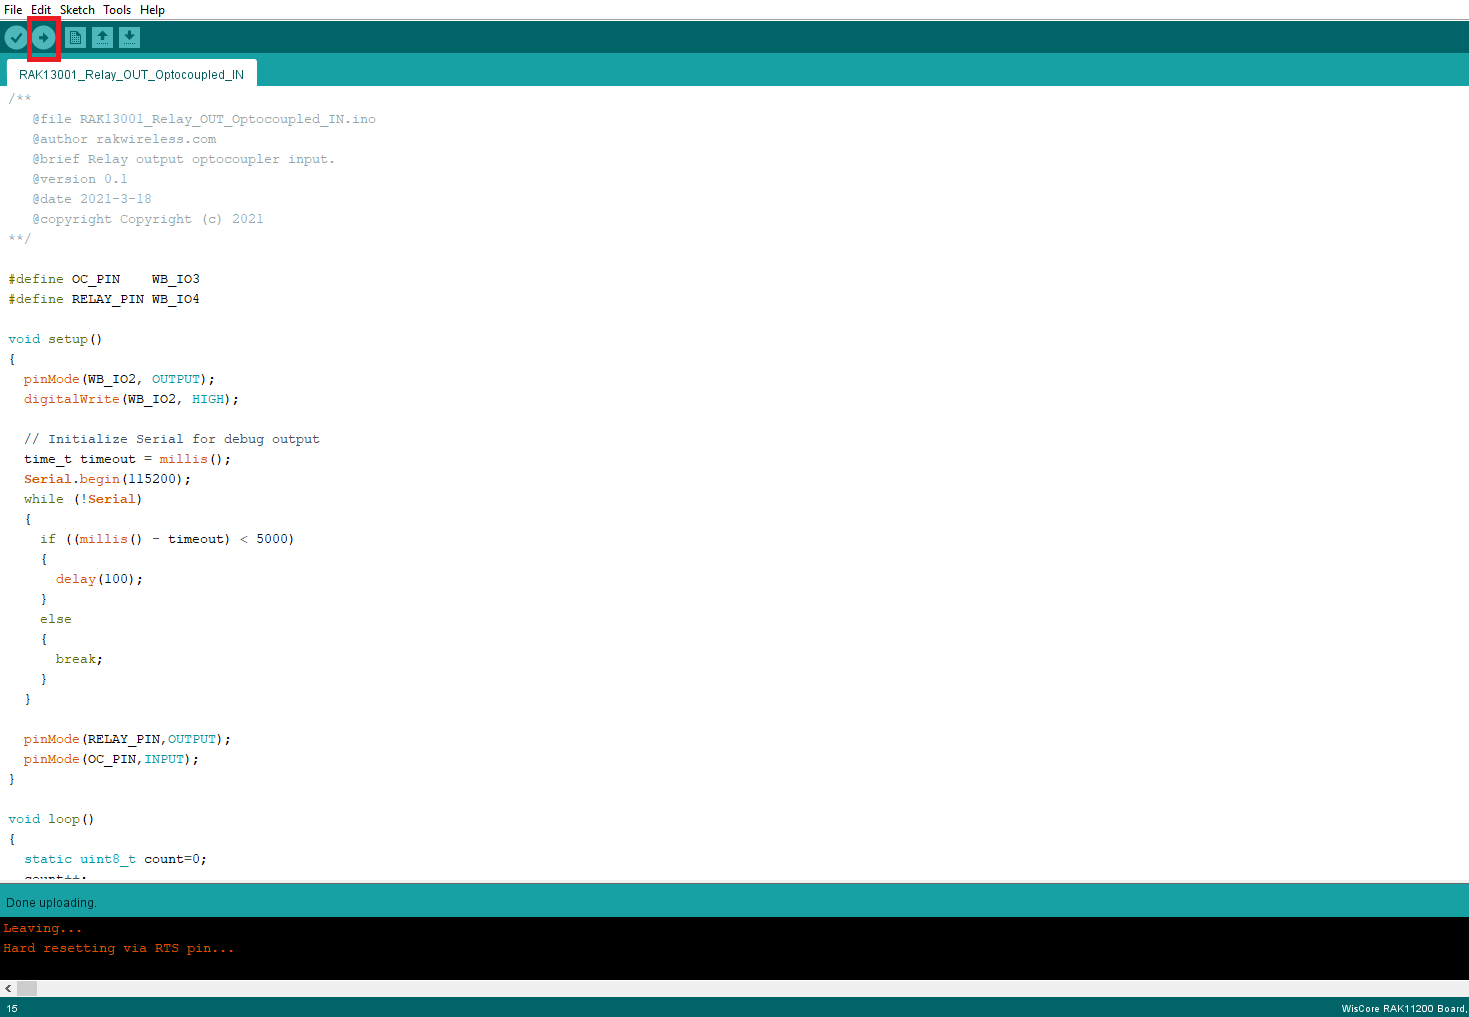 File Edit Sketch Tools Help
RAK13001_Relay_OUT_Optocoupled_IN
/**
   @file RAK13001_Relay_OUT_Optocoupled_IN.ino
   @author rakwireless.com
   @brief Relay output optocoupler input.
   @version 0.1
   @date 2021-3-18
   @copyright Copyright (c) 2021
**/
#define OC_PIN    WB_IO3
#define RELAY_PIN WB_IO4
void setup()
{
  pinMode(WB_IO2, OUTPUT);
  digitalWrite(WB_IO2, HIGH);
  // Initialize Serial for debug output
  time_t timeout = millis();
  Serial.begin(115200);
  while (!Serial)
  {
    if ((millis() - timeout) < 5000)
    {
      delay(100);
    }
    else
    {
      break;
    }
  }
  pinMode(RELAY_PIN,OUTPUT);
  pinMode(OC_PIN,INPUT);
}
void loop()
{
  static uint8_t count=0;
  count++;
Done uploading.
Leaving...
Hard resetting via RTS pin...
15
WisCore RAK11200 Board,